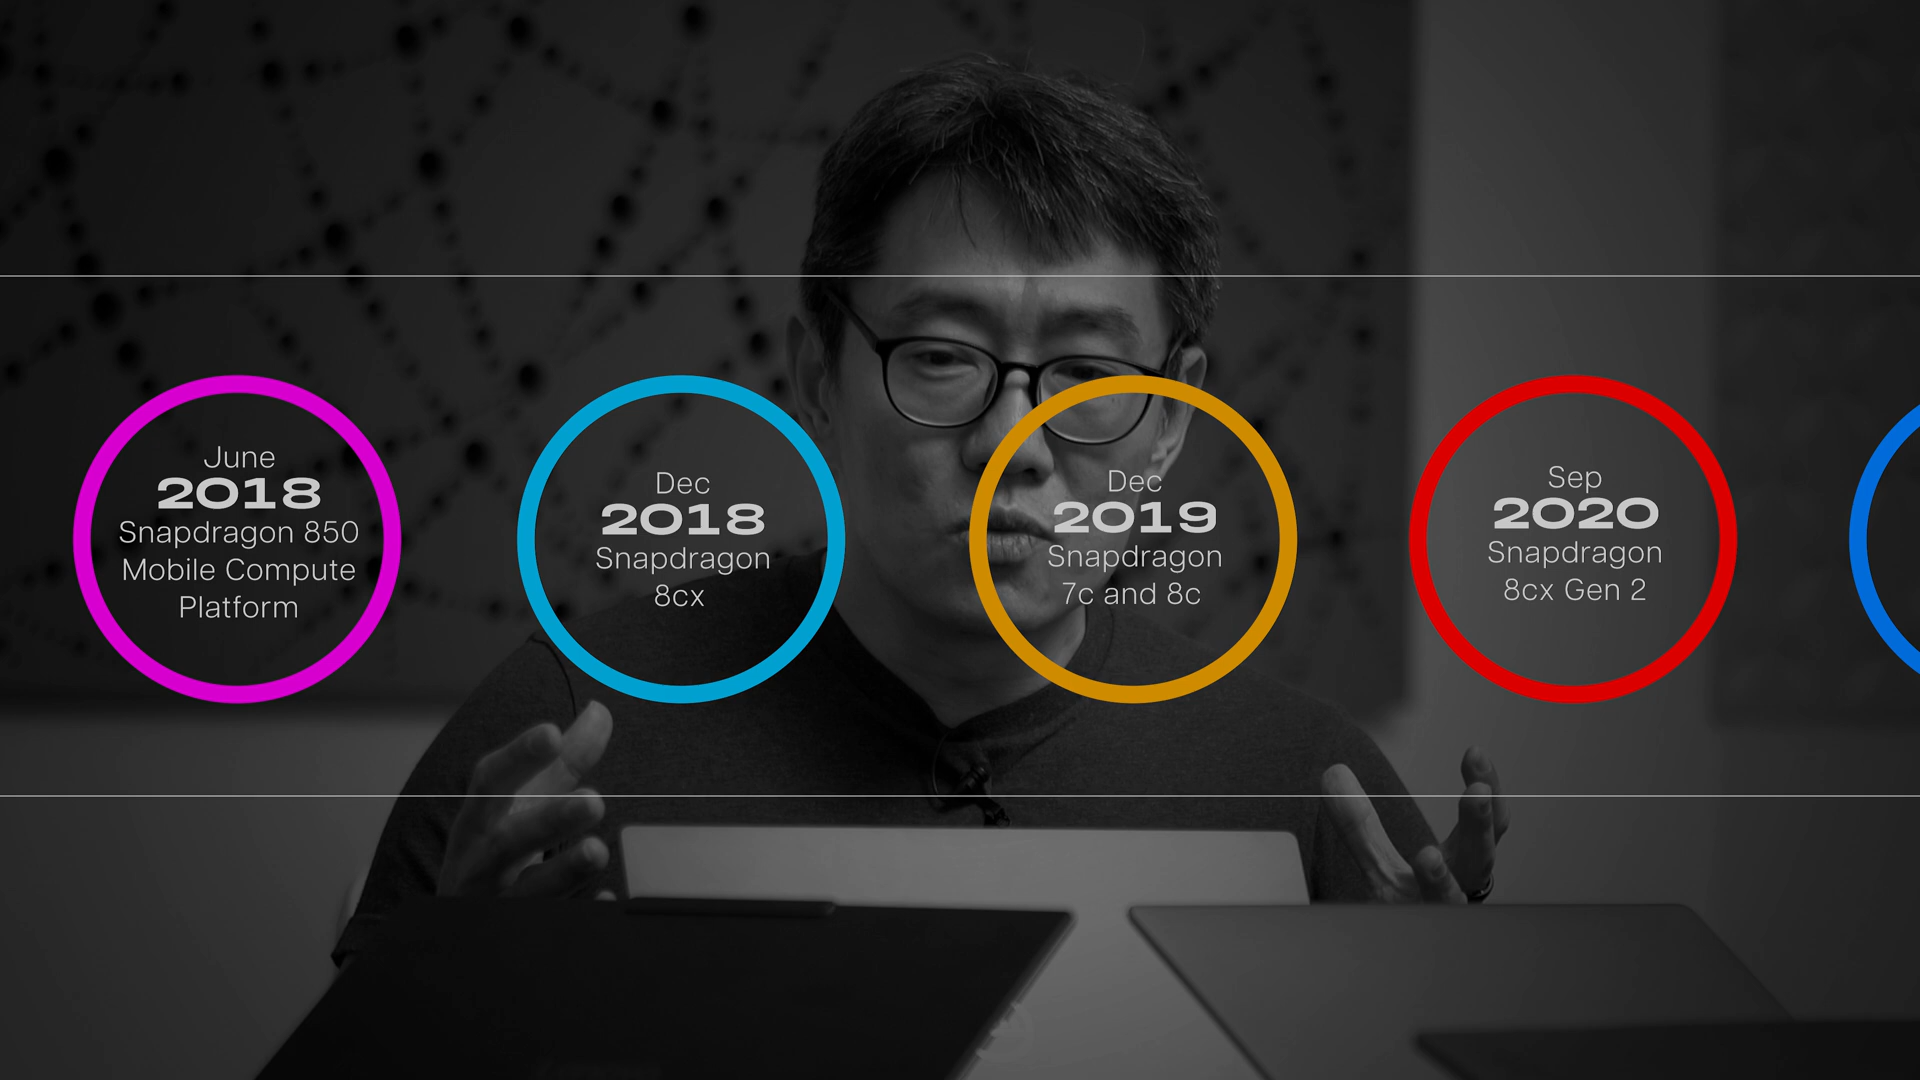 June
2018
Snapdragon 850
Mobile Compute
Platform
Dec
2018
Snapdragon
8cx
Dec
2019
Snapdragon
7c and 8c
Sep
2020
Snapdragon
8cx Gen 2